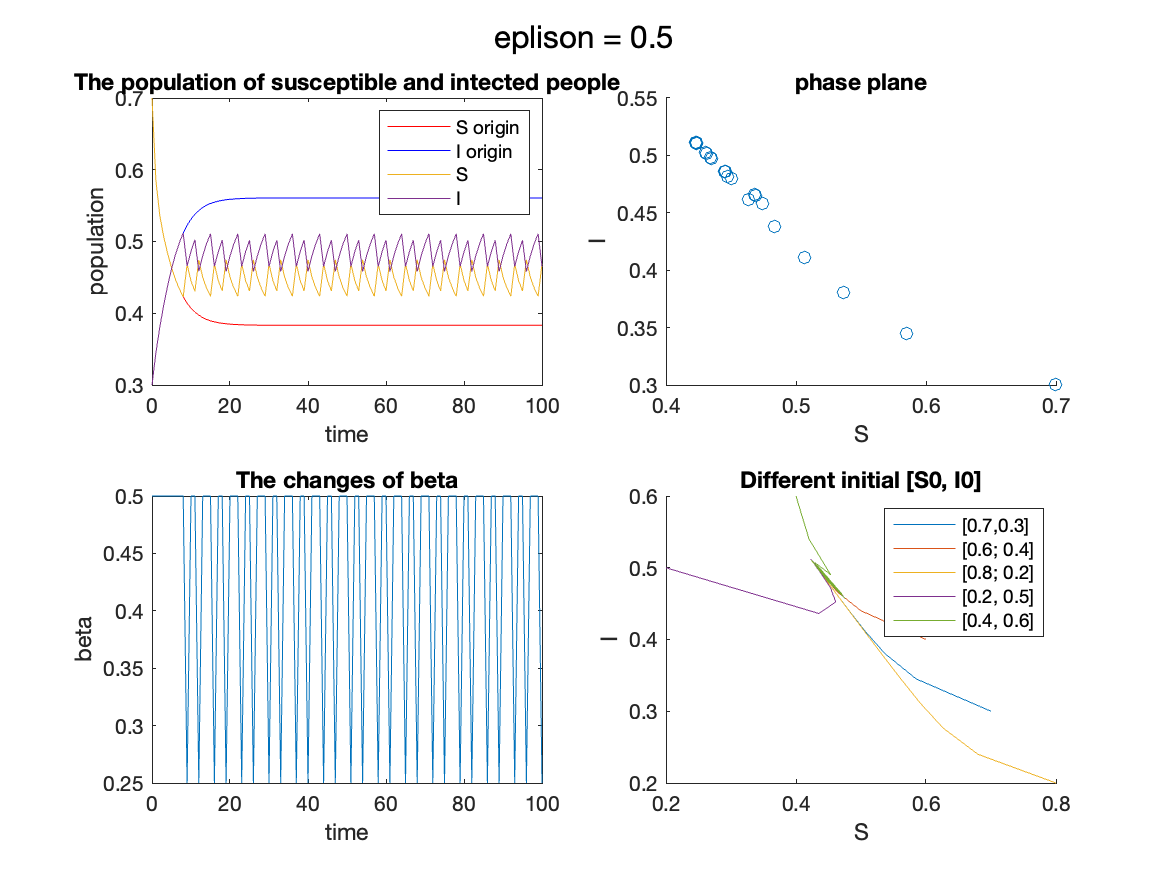 eplison = 0.5
The population of susceptible and intected people
0.7
0.6
0.5
0.4
0.3
population
0 20 40 60 80 100
time
S origin
I origin
S
I
phase plane
0.55
0.5
0.45
0.4
0.35
0.3
I
0.4 0.5 0.6 0.7
S
The changes of beta
0.5
0.45
0.4
0.35
0.3
0.25
beta
0 20 40 60 80 100
time
Different initial [S0, I0]
0.6
0.5
0.4
0.3
0.2
I
0.2 0.4 0.6 0.8
S
[0.7,0.3]
[0.6; 0.4]
[0.8; 0.2]
[0.2, 0.5]
[0.4, 0.6]